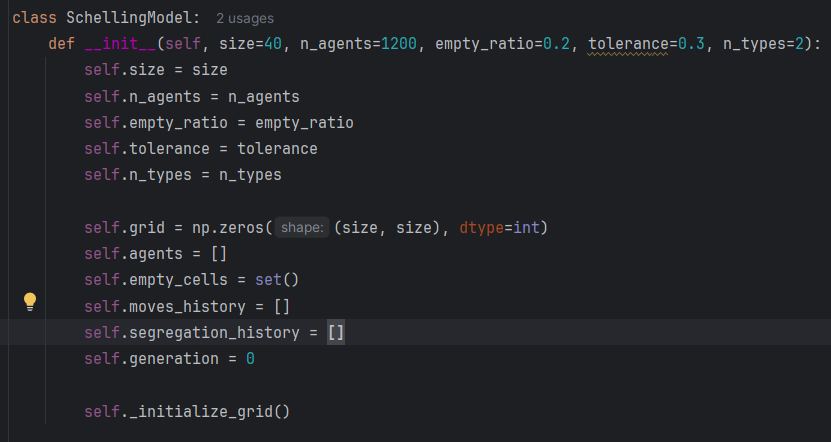 class SchellingModel:  2 usages
    def __init__(self, size=40, n_agents=1200, empty_ratio=0.2, tolerance=0.3, n_types=2):
        self.size = size
        self.n_agents = n_agents
        self.empty_ratio = empty_ratio
        self.tolerance = tolerance
        self.n_types = n_types

        self.grid = np.zeros( shape: (size, size), dtype=int)
        self.agents = []
        self.empty_cells = set()
        self.moves_history = []
        self.segregation_history = []
        self.generation = 0

        self._initialize_grid()